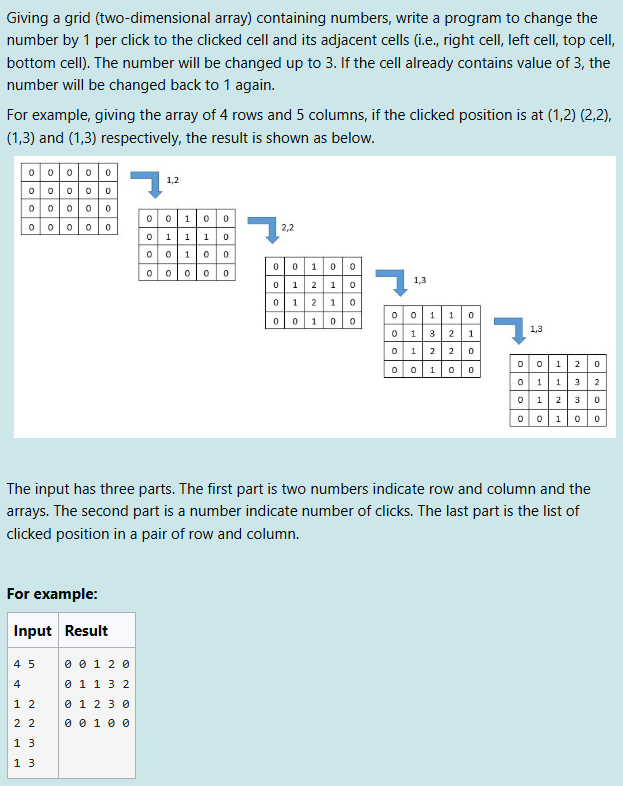 Giving a grid (two-dimensional array) containing numbers, write a program to change the
number by 1 per click to the clicked cell and its adjacent cells (i.e., right cell, left cell, top cell,
bottom cell). The number will be changed up to 3. If the cell already contains value of 3, the
number will be changed back to 1 again.
For example, giving the array of 4 rows and 5 columns, if the clicked position is at (1,2) (2,2),
(1,3) and (1,3) respectively, the result is shown as below.
0 0 0 0 0
0 0 0 0 0
0 0 0 0 0
0 0 0 0 0
1,2
0 0 1 0 0
0 1 1 1 0
0 0 1 0 0
0 0 0 0 0
2,2
0 0 1 0 0
0 1 2 1 0
0 1 2 1 0
0 0 1 0 0
1,3
0 0 1 1 0
0 1 3 2 1
0 1 2 2 0
0 0 1 0 0
1,3
0 0 1 2 0
0 1 1 3 2
0 1 2 3 0
0 0 1 0 0
The input has three parts. The first part is two numbers indicate row and column and the
arrays. The second part is a number indicate number of clicks. The last part is the list of
clicked position in a pair of row and column.
For example:
Input Result
4 5 0 0 1 2 0
4 0 1 1 3 2
1 2 0 1 2 3 0
2 2 0 0 1 0 0
1 3
1 3